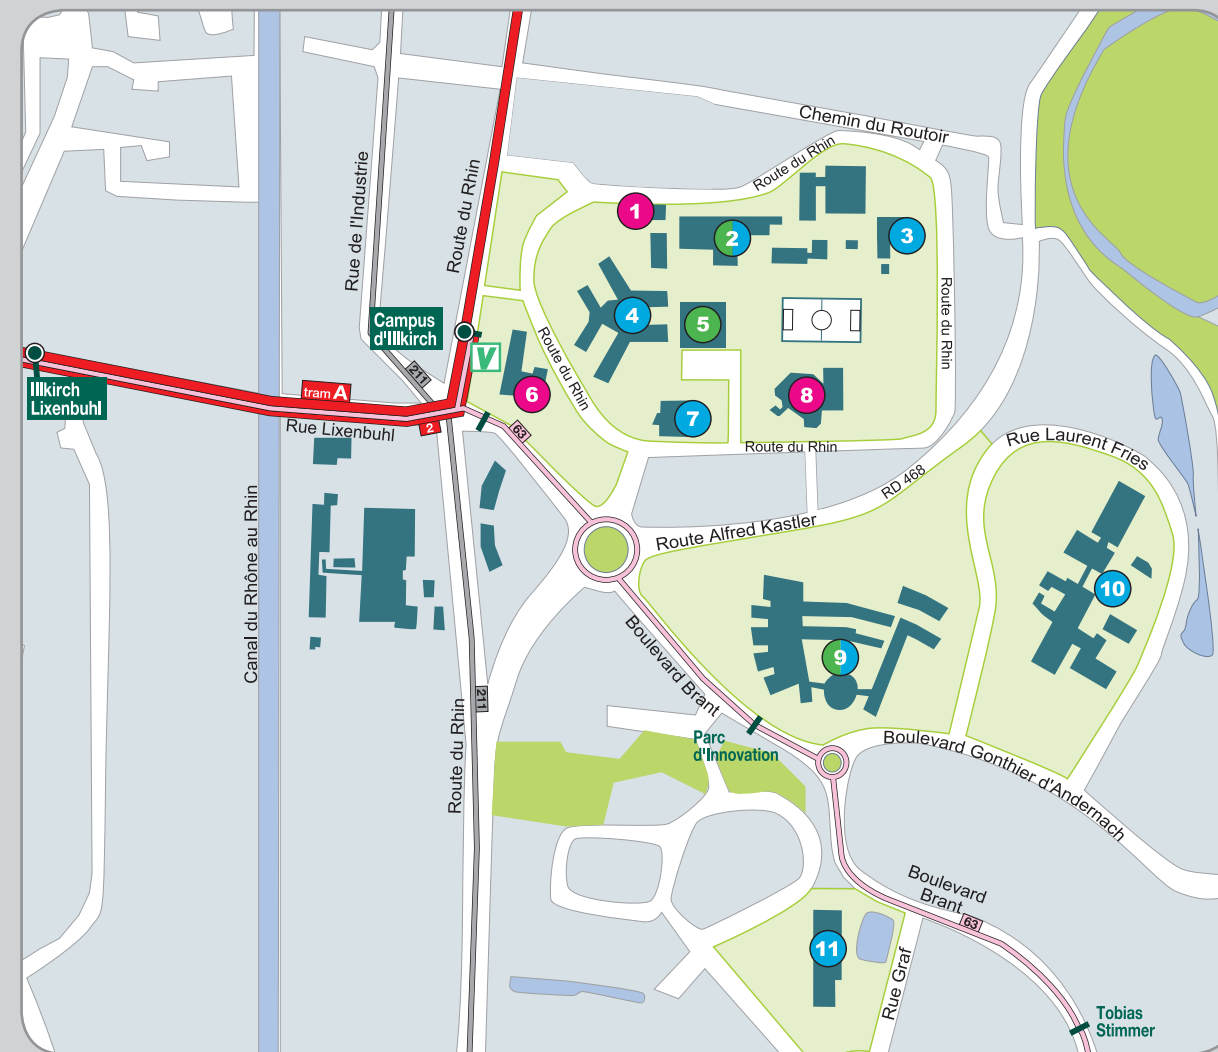 Chemin du Routoir
Route du Rhin
Rue de l'Industrie
Route du Rhin
1
2
3
Route du Rhin
4
5
Campus
d'Illkirch
V
Route du Rhin
211
Illkirch
Lixenbuhl
tram A
6
8
7
Rue Lixenbuhl
2
63
Route du Rhin
Rue Laurent Fries
RD 468
Route Alfred Kastler
Canal du Rhône au Rhin
10
Boulevard Brant
9
211
Route du Rhin
Parc
d'Innovation
Boulevard Gonthier d'Andernach
Boulevard
Brant
63
11
Rue Graf
Tobias
Stimmer